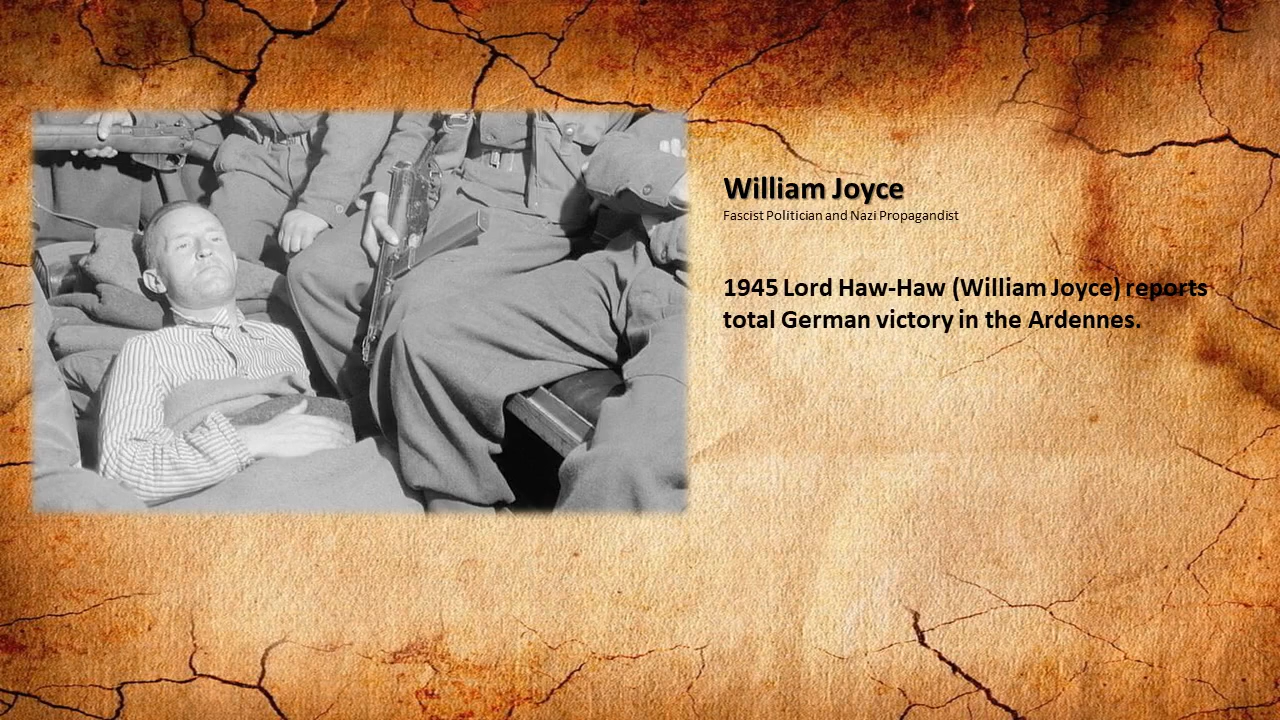 William Joyce
Fascist Politician and Nazi Propagandist
1945 Lord Haw-Haw (William Joyce) reports
total German victory in the Ardennes.